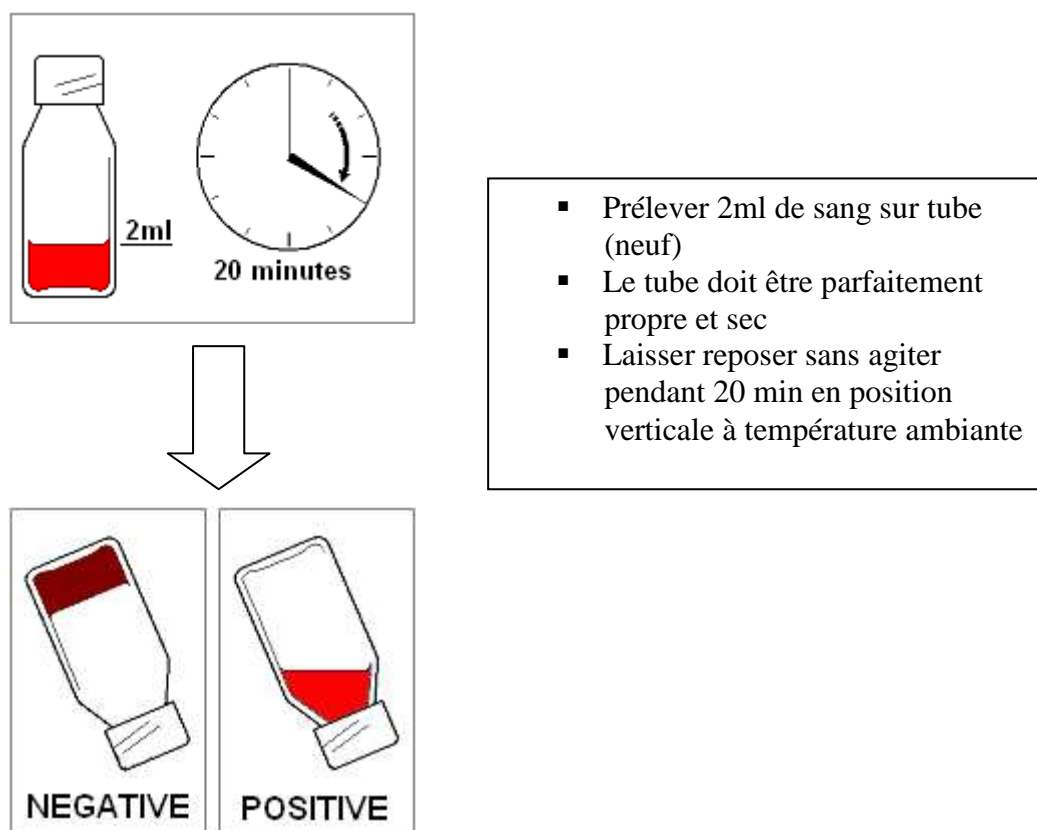 2ml
20 minutes
▪ Prélever 2ml de sang sur tube
(neuf)
▪ Le tube doit être parfaitement
propre et sec
▪ Laisser reposer sans agiter
pendant 20 min en position
verticale à température ambiante
NEGATIVE
POSITIVE